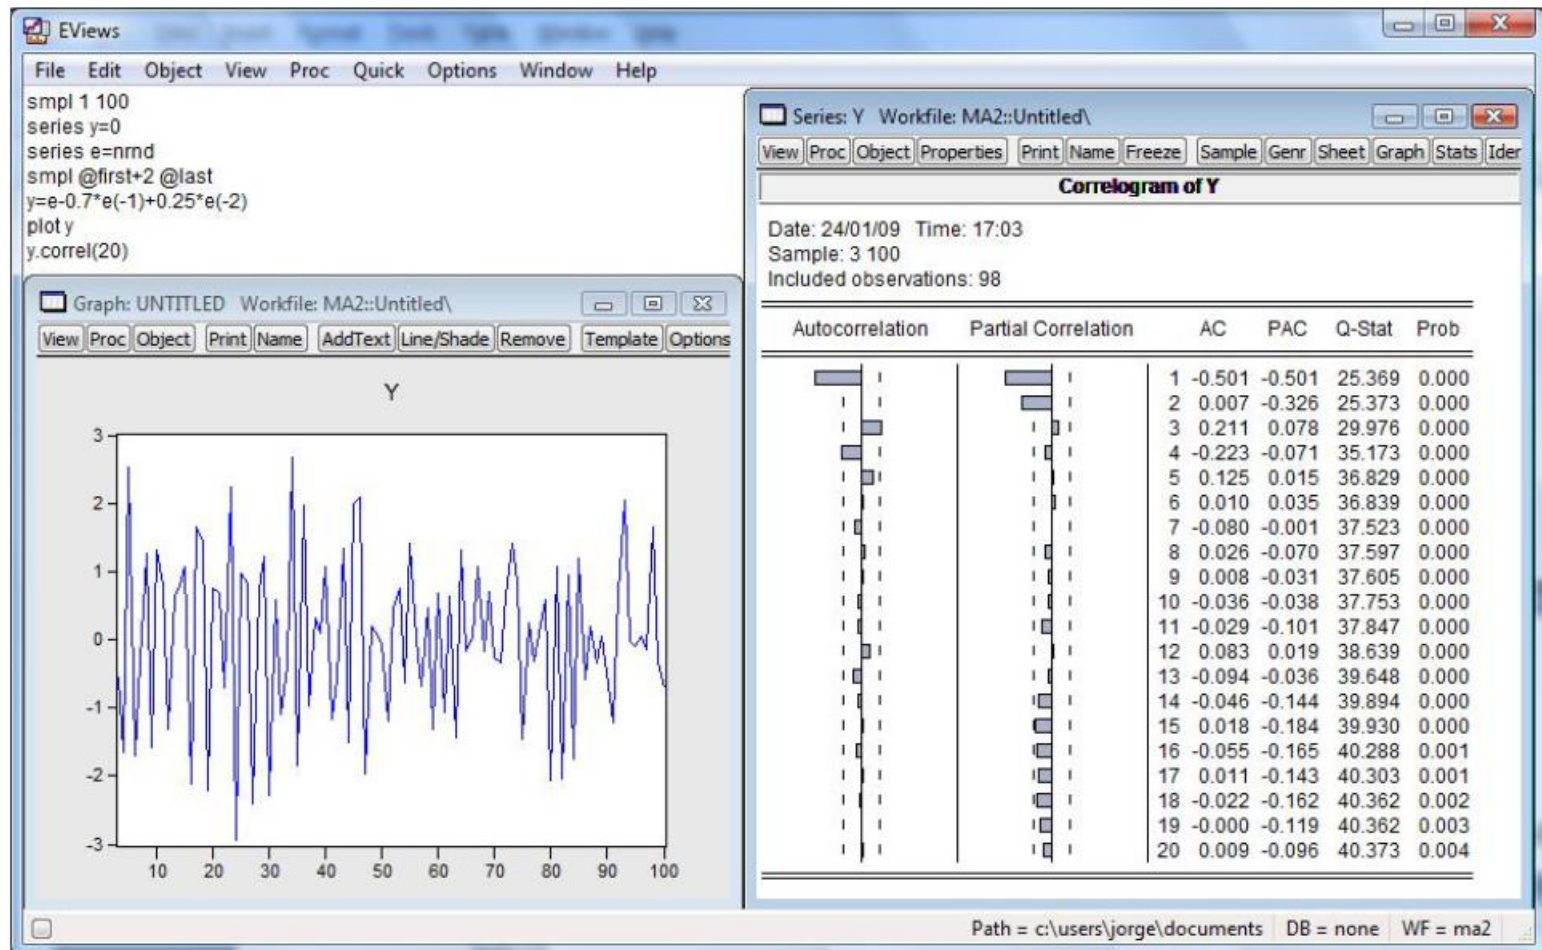 EViews
File Edit Object View Proc Quick Options Window Help
smpl 1 100
series y=0
series e=nrnd
smpl @first+2 @last
y=e-0.7*e(-1)+0.25*e(-2)
plot y
y.correl(20)
Graph: UNTITLED Workfile: MA2::Untitled\
View Proc Object Print Name AddText Line/Shade Remove Template Options
Y
3
2
1
0
-1
-2
-3
10 20 30 40 50 60 70 80 90 100
Series: Y Workfile: MA2::Untitled\
View Proc Object Properties Print Name Freeze Sample Genr Sheet Graph Stats Iden
Correlogram of Y
Date: 24/01/09 Time: 17:03
Sample: 3 100
Included observations: 98
Autocorrelation Partial Correlation AC PAC Q-Stat Prob
1 -0.501 -0.501 25.369 0.000
2 0.007 -0.326 25.373 0.000
3 0.211 0.078 29.976 0.000
4 -0.223 -0.071 35.173 0.000
5 0.125 0.015 36.829 0.000
6 0.010 0.035 36.839 0.000
7 -0.080 -0.001 37.523 0.000
8 0.026 -0.070 37.597 0.000
9 0.008 -0.031 37.605 0.000
10 -0.036 -0.038 37.753 0.000
11 -0.029 -0.101 37.847 0.000
12 0.083 0.019 38.639 0.000
13 -0.094 -0.036 39.648 0.000
14 -0.046 -0.144 39.894 0.000
15 0.018 -0.184 39.930 0.000
16 -0.055 -0.165 40.288 0.001
17 0.011 -0.143 40.303 0.001
18 -0.022 -0.162 40.362 0.002
19 -0.000 -0.119 40.362 0.003
20 0.009 -0.096 40.373 0.004
Path = c:\users\jorge\documents DB = none WF = ma2